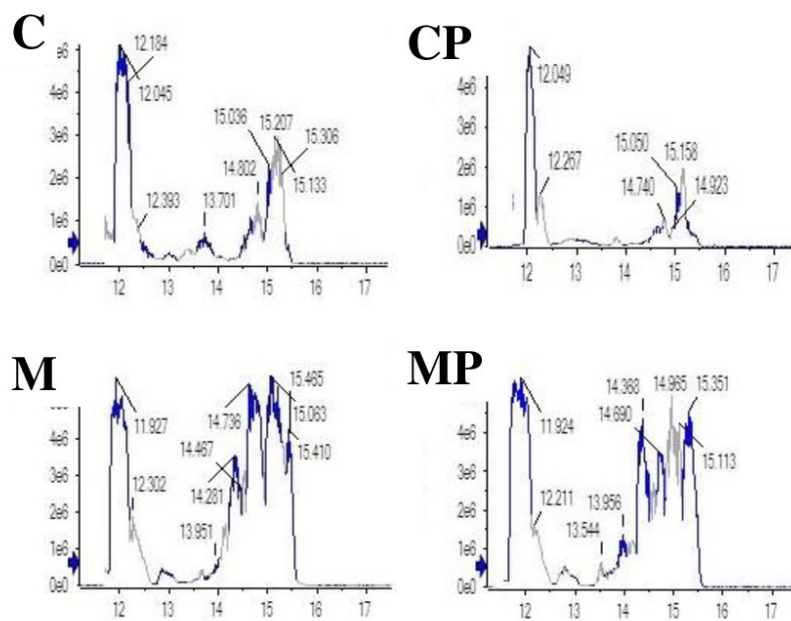 C
12.184
12.045
15.036
15.207
15.306
14.802
15.133
12.393
13.701
4e6
3e6
2e6
1e6
0e0
12 13 14 15 16 17
CP
12.049
12.267
15.050
15.158
14.740
14.923
4e6
3e6
2e6
1e6
0e0
12 13 14 15 16 17
M
11.927
14.736
15.465
15.063
14.467
15.410
14.281
12.302
13.951
4e6
3e6
2e6
1e6
0e0
12 13 14 15 16 17
MP
11.924
14.368
14.965
15.351
14.690
15.113
12.211
13.956
13.544
4e6
3e6
2e6
1e6
0e0
12 13 14 15 16 17